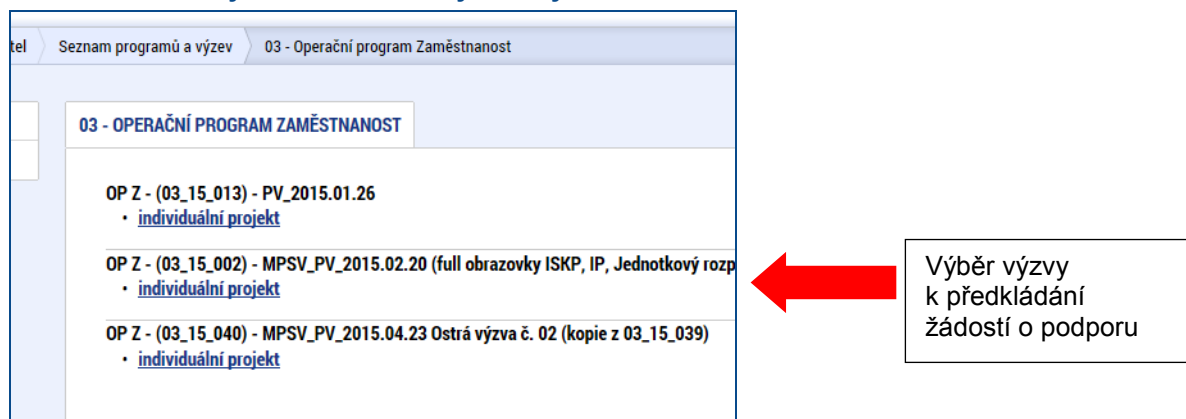 tel Seznam programů a výzev 03 - Operační program Zaměstnanost
03 - OPERAČNÍ PROGRAM ZAMĚSTNANOST
OP Z - (03_15_013) - PV_2015.01.26
• individuální projekt
OP Z - (03_15_002) - MPSV_PV_2015.02.20 (full obrazovky ISKP, IP, Jednotkový rozp
• individuální projekt
OP Z - (03_15_040) - MPSV_PV_2015.04.23 Ostrá výzva č. 02 (kopie z 03_15_039)
• individuální projekt
Výběr výzvy
k předkládání
žádostí o podporu